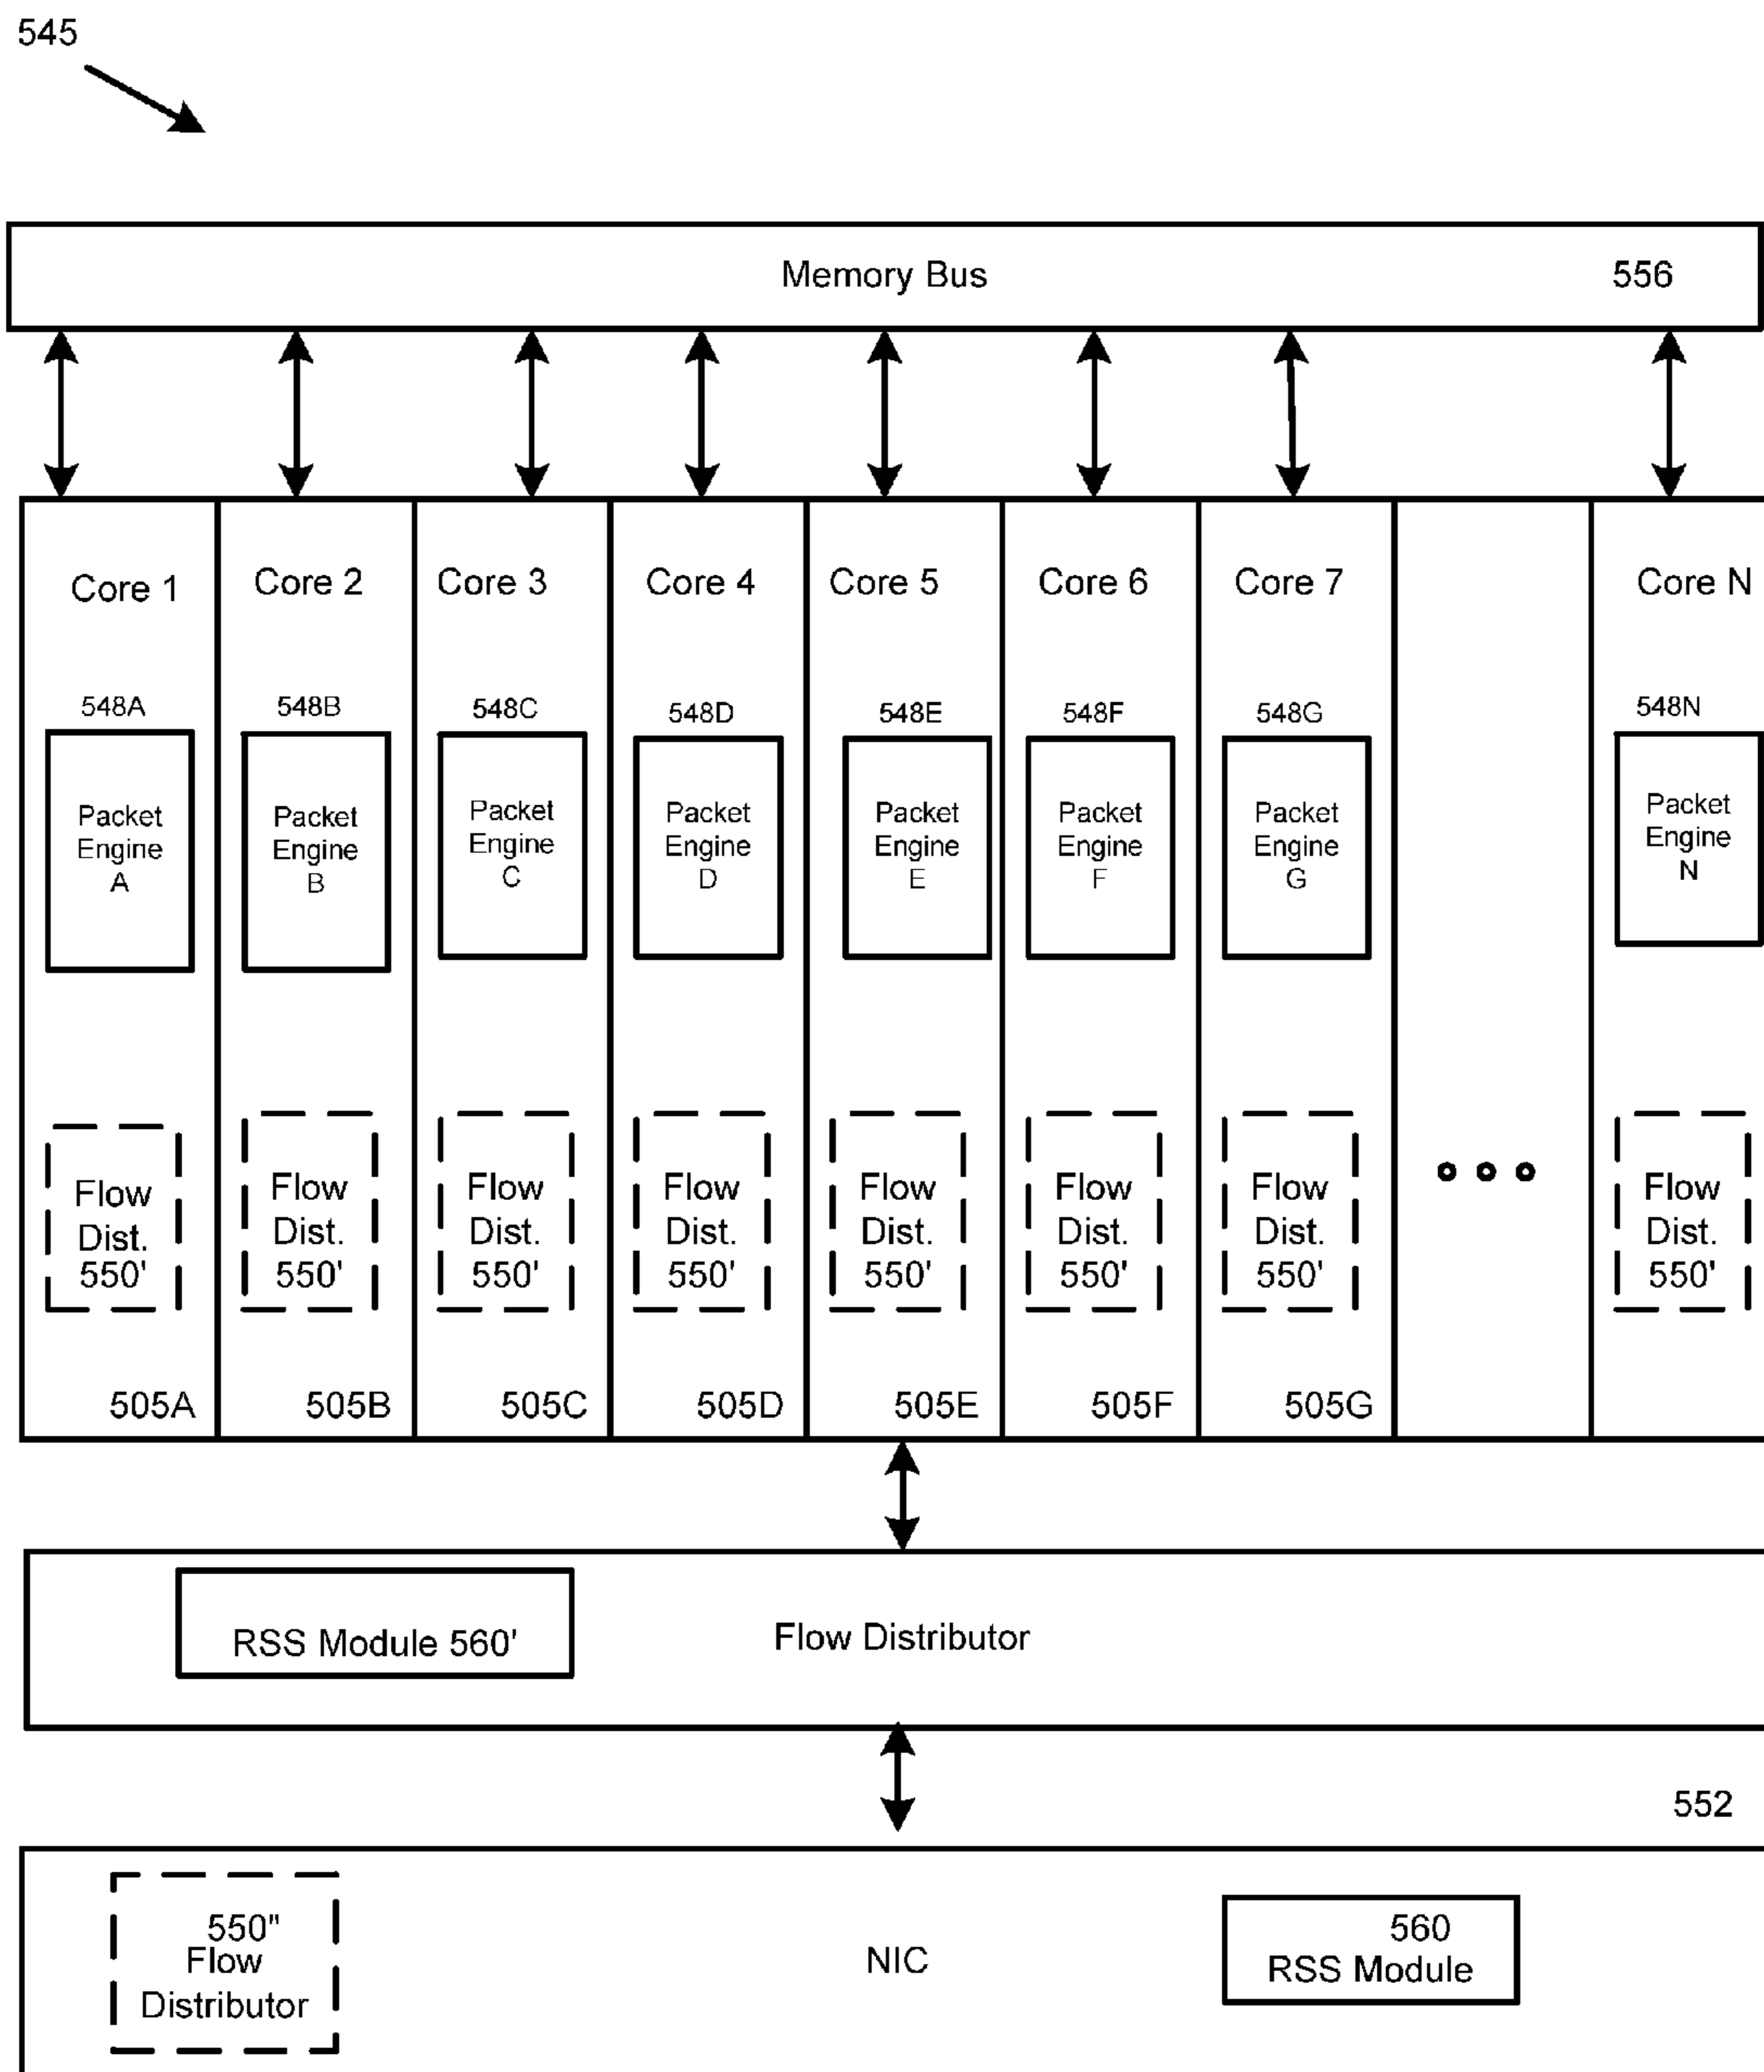 545
Memory Bus 556
Core 1 Core 2 Core 3 Core 4 Core 5 Core 6 Core 7 Core N
548A 548B 548C 548D 548E 548F 548G 548N
Packet Packet Packet Packet Packet Packet Packet Packet
Engine Engine Engine Engine Engine Engine Engine Engine
A B C D E F G N
Flow Flow Flow Flow Flow Flow Flow Flow
Dist. Dist. Dist. Dist. Dist. Dist. Dist. Dist.
550' 550' 550' 550' 550' 550' 550' 550'
505A 505B 505C 505D 505E 505F 505G
RSS Module 560' Flow Distributor
552
550"
Flow
Distributor
NIC
560
RSS Module